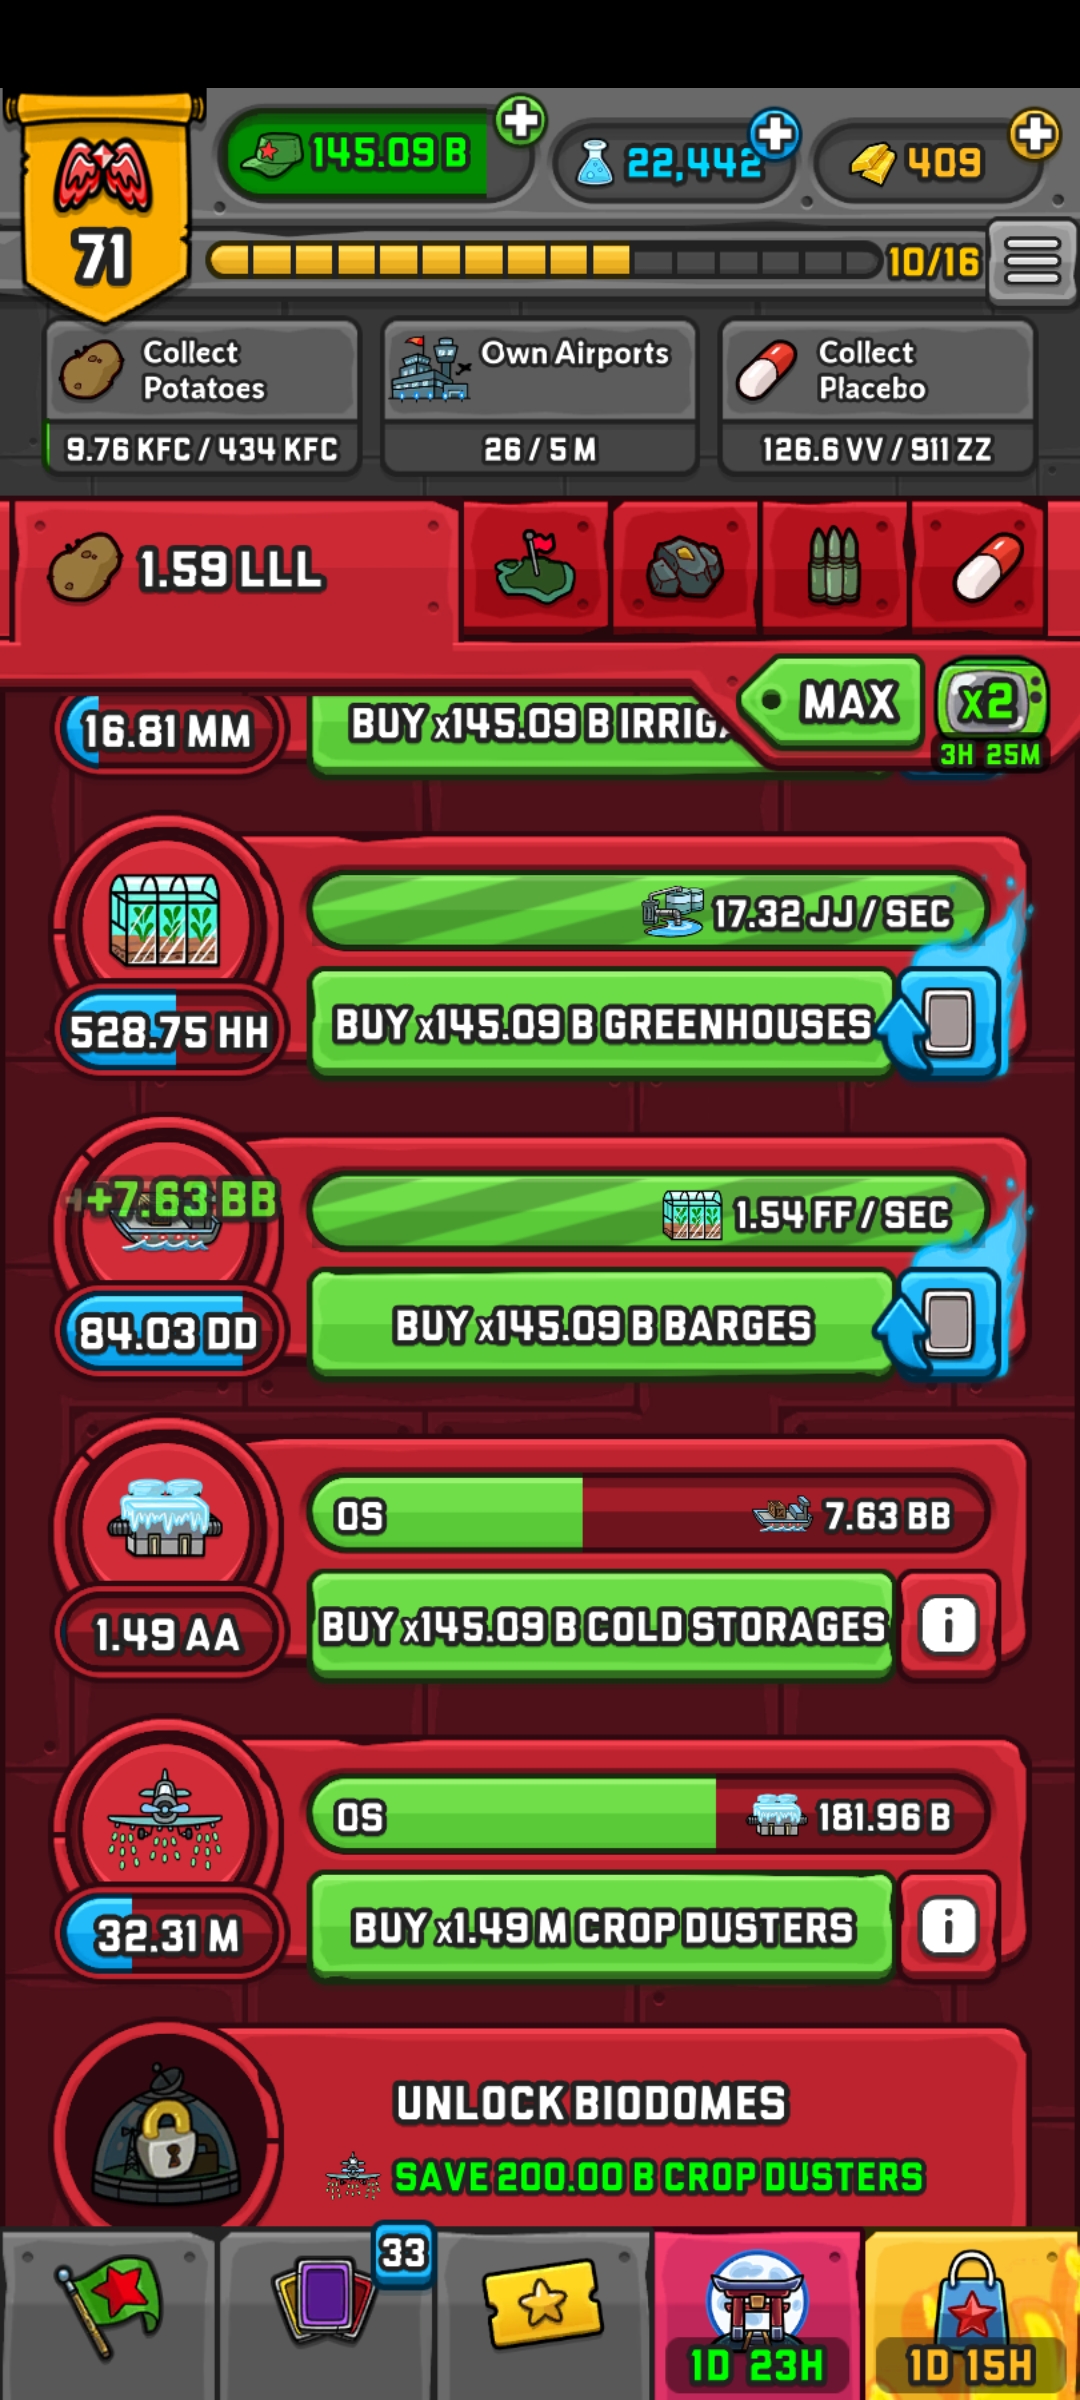 145.09 B
22,442
409
71
10/16
Collect
Potatoes
9.76 KFC / 434 KFC
Own Airports
26 / 5 M
Collect
Placebo
126.6 VV / 911 ZZ
1.59 LLL
MAX
x2
3H 25M
16.81 MM
BUY x145.09 B IRRIG
17.32 JJ / SEC
528.75 HH
BUY x145.09 B GREENHOUSES
+7.63 BB
1.54 FF / SEC
84.03 DD
BUY x145.09 B BARGES
0S
7.63 BB
1.49 AA
BUY x145.09 B COLD STORAGES
i
0S
181.96 B
32.31 M
BUY x1.49 M CROP DUSTERS
i
UNLOCK BIODOMES
SAVE 200.00 B CROP DUSTERS
33
1D 23H
1D 15H